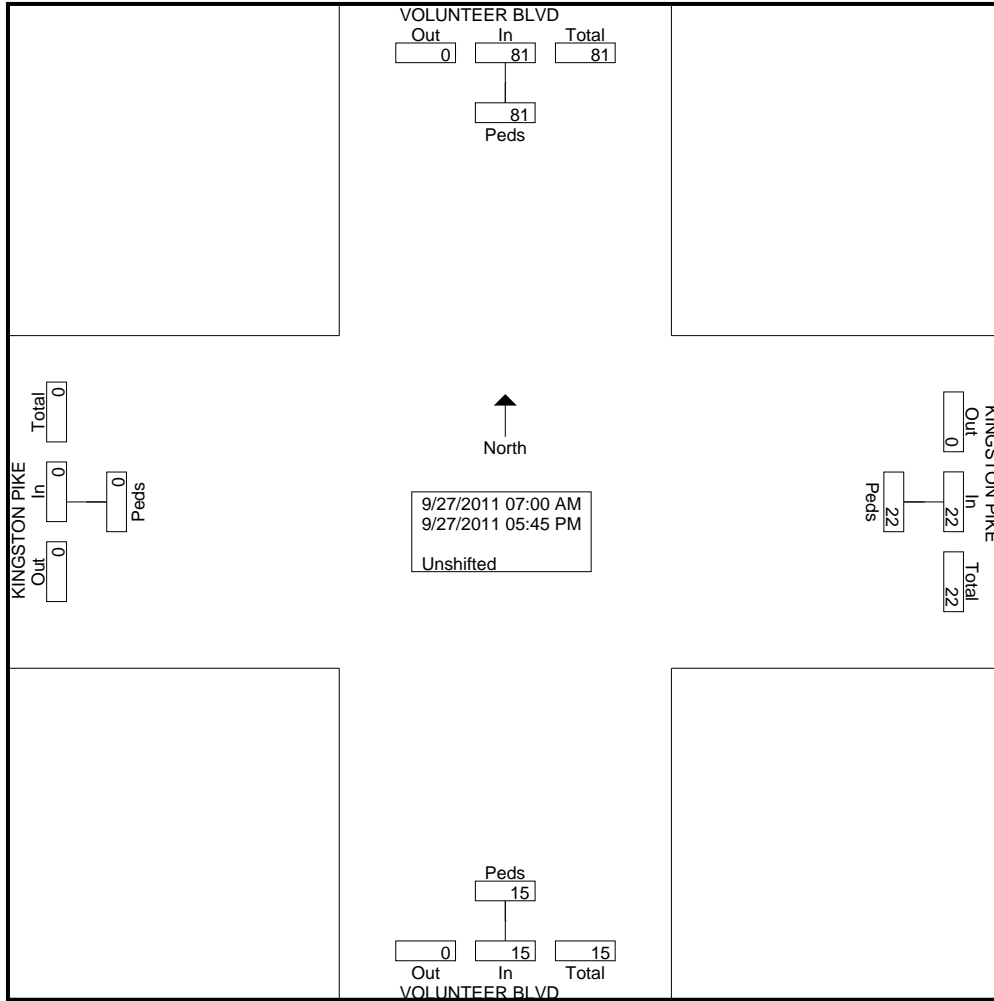 VOLUNTEER BLVD
Out In Total
0 81 81
81
Peds
Total
0
KINGSTON PIKE
In
0
0
Peds
Out
0
North
9/27/2011 07:00 AM
9/27/2011 05:45 PM
Unshifted
KINGSTON PIKE
Out
0
In
22
22
Peds
Total
22
Peds
15
0 15 15
Out In Total
VOLUNTEER BLVD